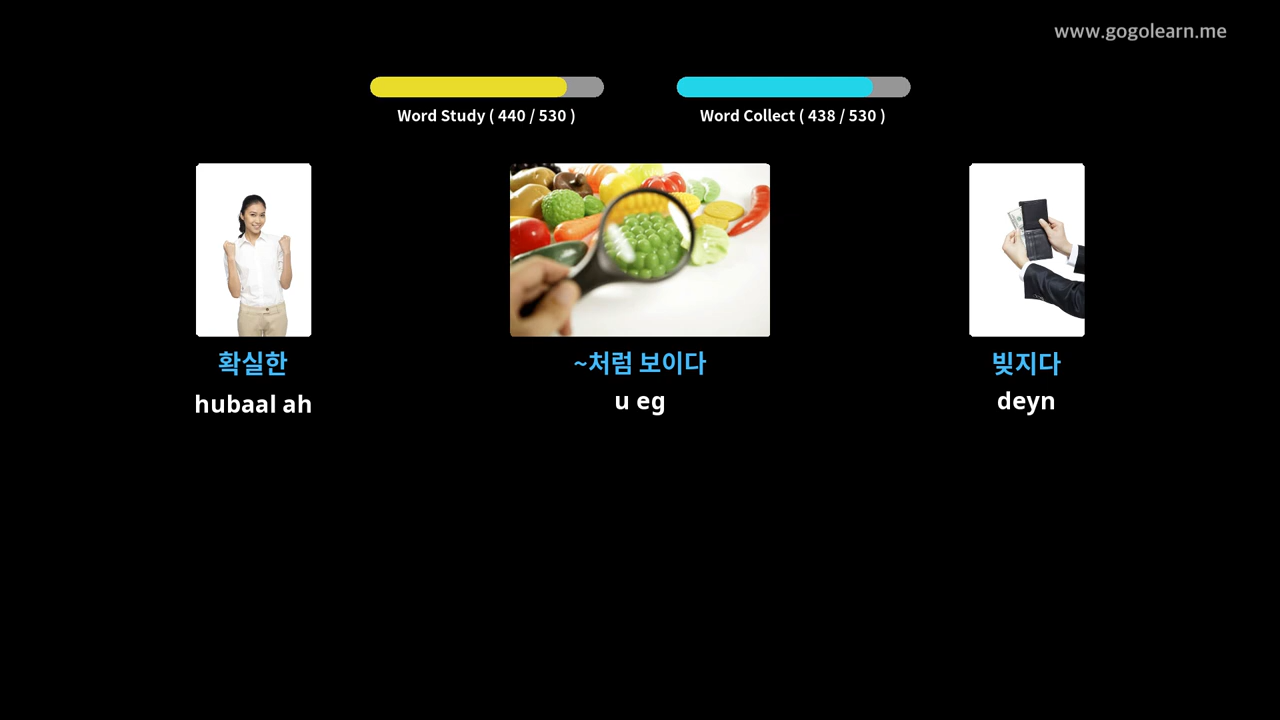 www.gogolearn.me
Word Study ( 440 / 530 )
Word Collect ( 438 / 530 )
확실한
~처럼 보이다
빚지다
hubaal ah
u eg
deyn